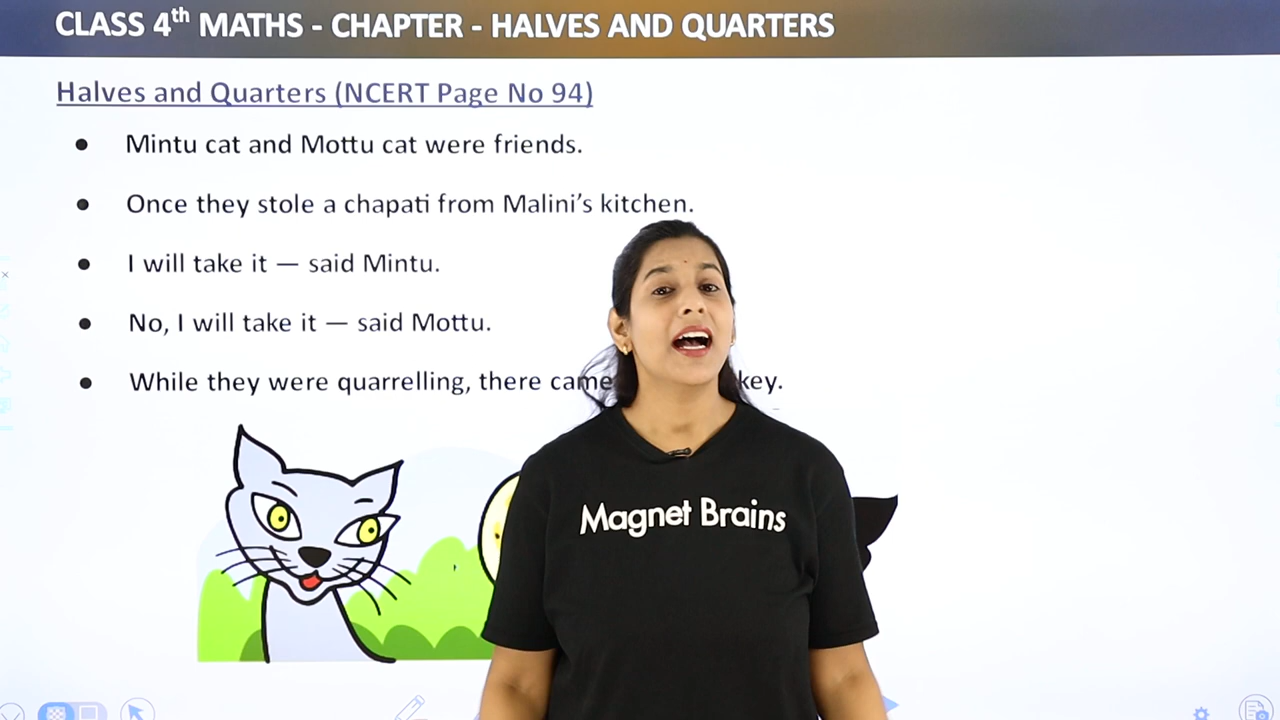 CLASS 4th MATHS - CHAPTER - HALVES AND QUARTERS
Halves and Quarters (NCERT Page No 94)
● Mintu cat and Mottu cat were friends.
● Once they stole a chapati from Malini’s kitchen.
● I will take it — said Mintu.
● No, I will take it — said Mottu.
● While they were quarrelling, there came key.
Magnet Brains